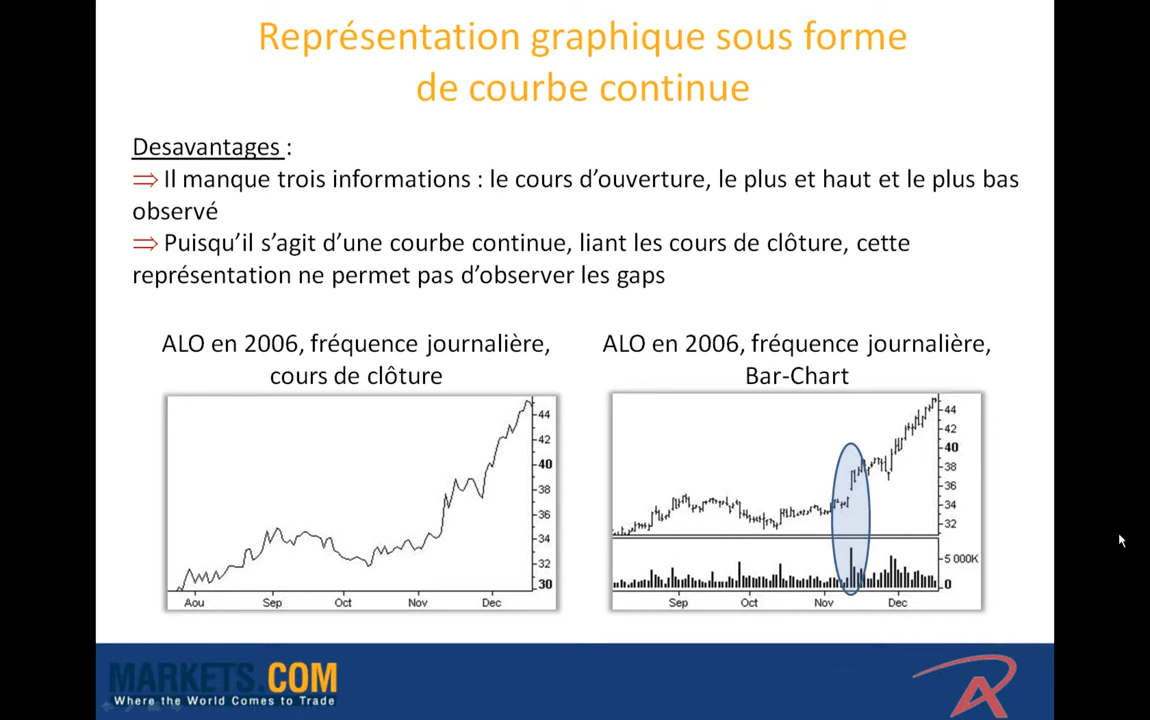 Représentation graphique sous forme
de courbe continue
Desavantages :
⇒ Il manque trois informations : le cours d’ouverture, le plus et haut et le plus bas
observé
⇒ Puisqu’il s’agit d’une courbe continue, liant les cours de clôture, cette
représentation ne permet pas d’observer les gaps
ALO en 2006, fréquence journalière,
cours de clôture
44
42
40
38
36
34
32
30
Aou Sep Oct Nov Dec
ALO en 2006, fréquence journalière,
Bar-Chart
44
42
40
38
36
34
32
5 000K
0
Sep Oct Nov Dec
MARKETS.COM
Where the World Comes to Trade